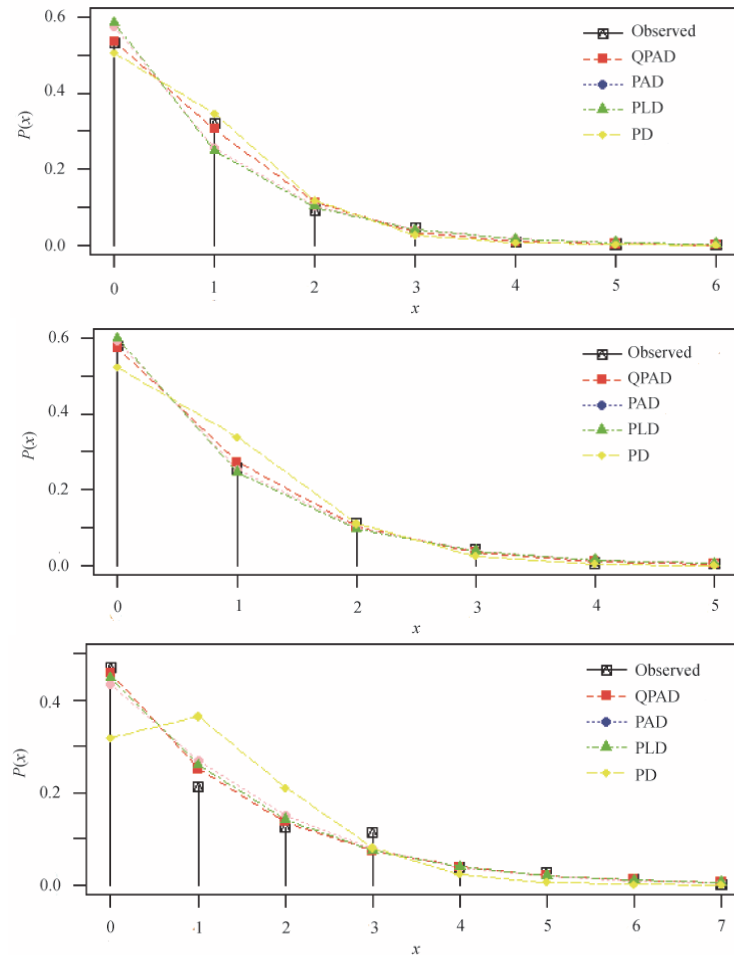 0.6
0.4
0.2
0.0
P(x)
Observed
QPAD
PAD
PLD
PD
0 1 2 3 4 5 6
x
0.6
0.4
0.2
0.0
P(x)
Observed
QPAD
PAD
PLD
PD
0 1 2 3 4 5
x
0.4
0.2
0.0
P(x)
Observed
QPAD
PAD
PLD
PD
0 1 2 3 4 5 6 7
x